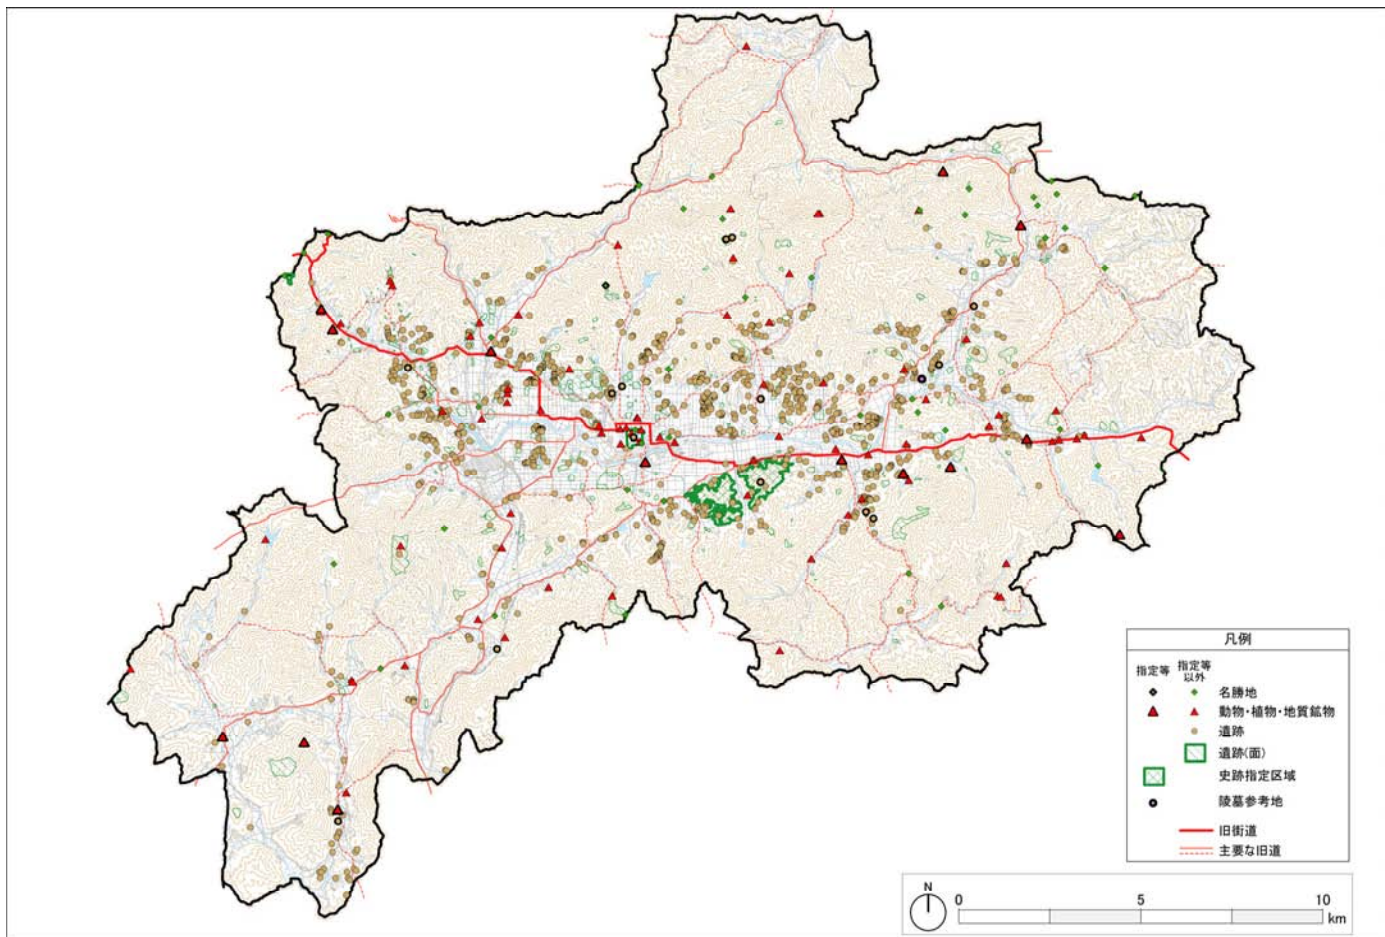 凡例
指定等
指定等
以外
名勝地
動物・植物・地質鉱物
遺跡
遺跡(面)
史跡指定区域
陵墓参考地
旧街道
主要な旧道
N
0 5 10
km